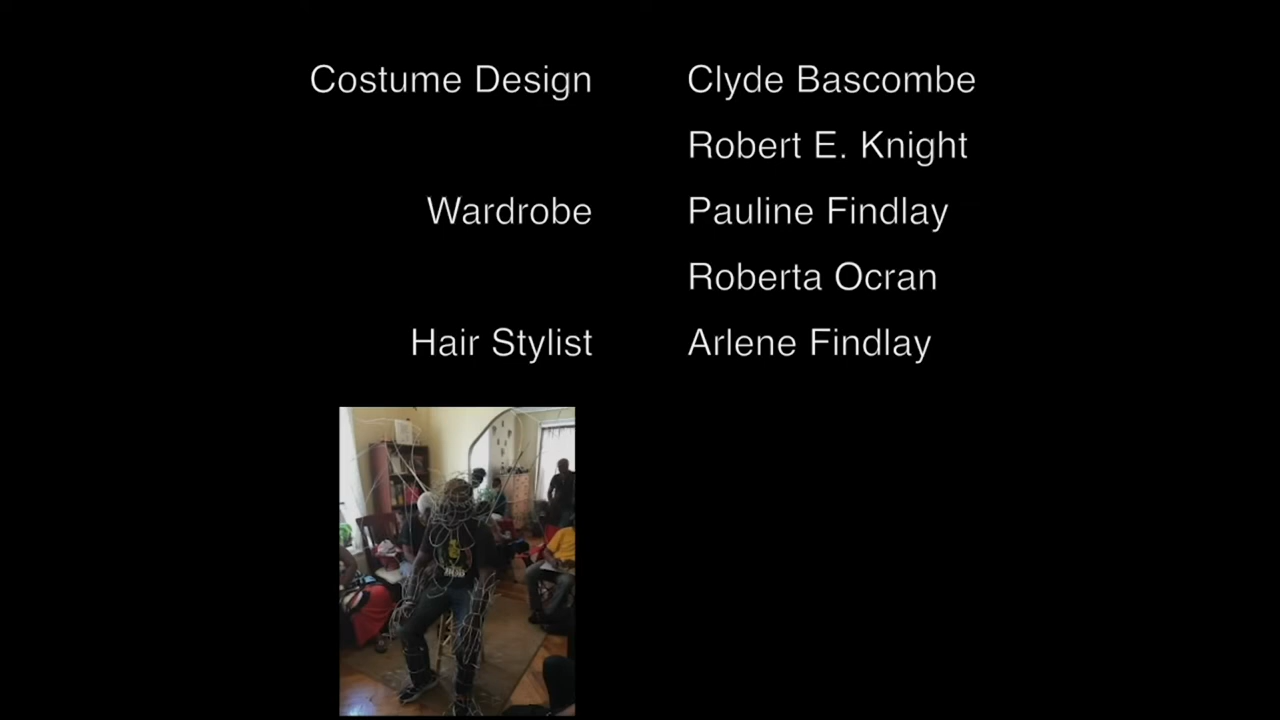 Costume Design Clyde Bascombe
Robert E. Knight
Wardrobe Pauline Findlay
Roberta Ocran
Hair Stylist Arlene Findlay